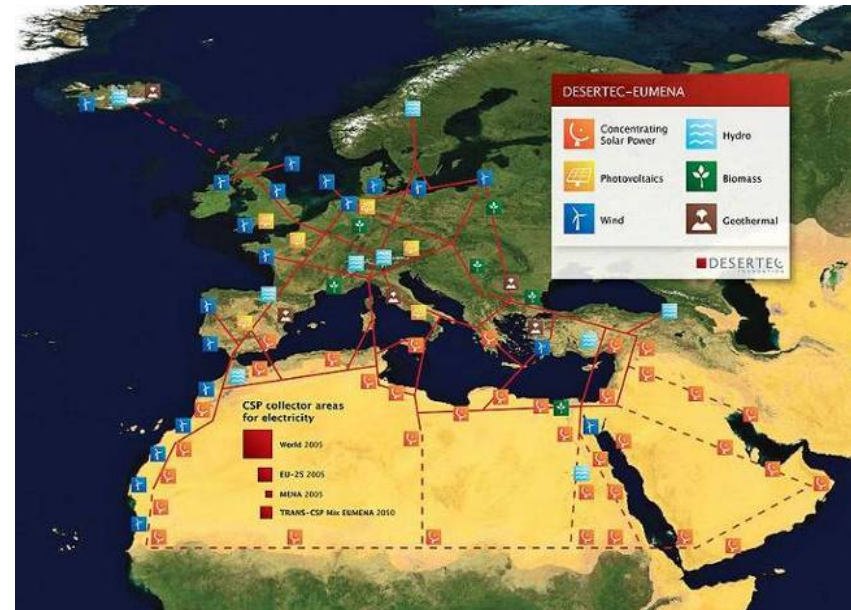 DESERTEC-EUMENA
Concentrating
Solar Power
Hydro
Photovoltaics
Biomass
Wind
Geothermal
DESERTEC
FOUNDATION
CSP collector areas
for electricity
World 2005
EU-25 2005
MENA 2005
TRANS-CSP Mix EUMENA 2050